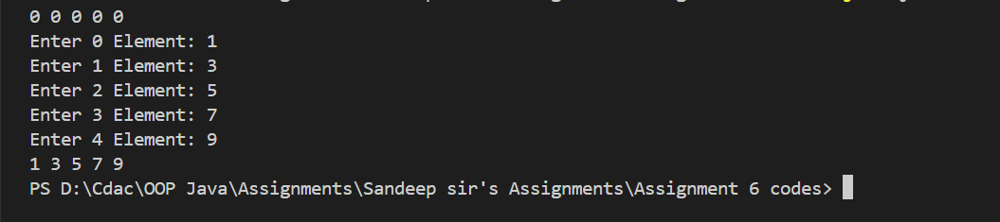 0 0 0 0 0
Enter 0 Element: 1
Enter 1 Element: 3
Enter 2 Element: 5
Enter 3 Element: 7
Enter 4 Element: 9
1 3 5 7 9
PS D:\Cdac\OOP Java\Assignments\Sandeep sir's Assignments\Assignment 6 codes>